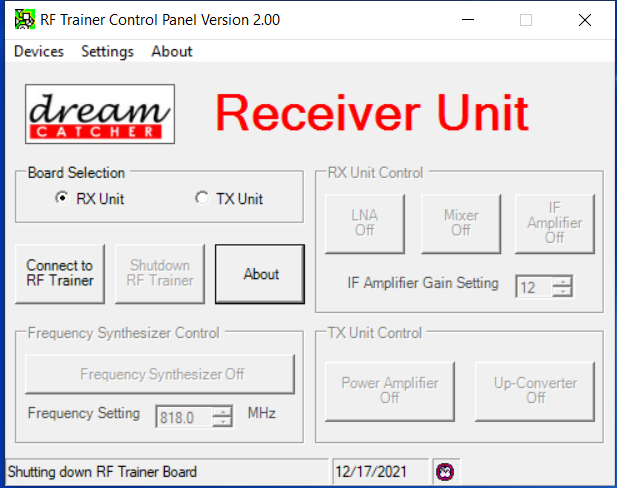 RF Trainer Control Panel Version 2.00
Devices Settings About
dream
CATCHER
Receiver Unit
Board Selection
RX Unit TX Unit
RX Unit Control
LNA
Off
Mixer
Off
IF
Amplifier
Off
Connect to
RF Trainer
Shutdown
RF Trainer
About
IF Amplifier Gain Setting 12
Frequency Synthesizer Control
Frequency Synthesizer Off
Frequency Setting 818.0 MHz
TX Unit Control
Power Amplifier
Off
Up-Converter
Off
Shutting down RF Trainer Board 12/17/2021